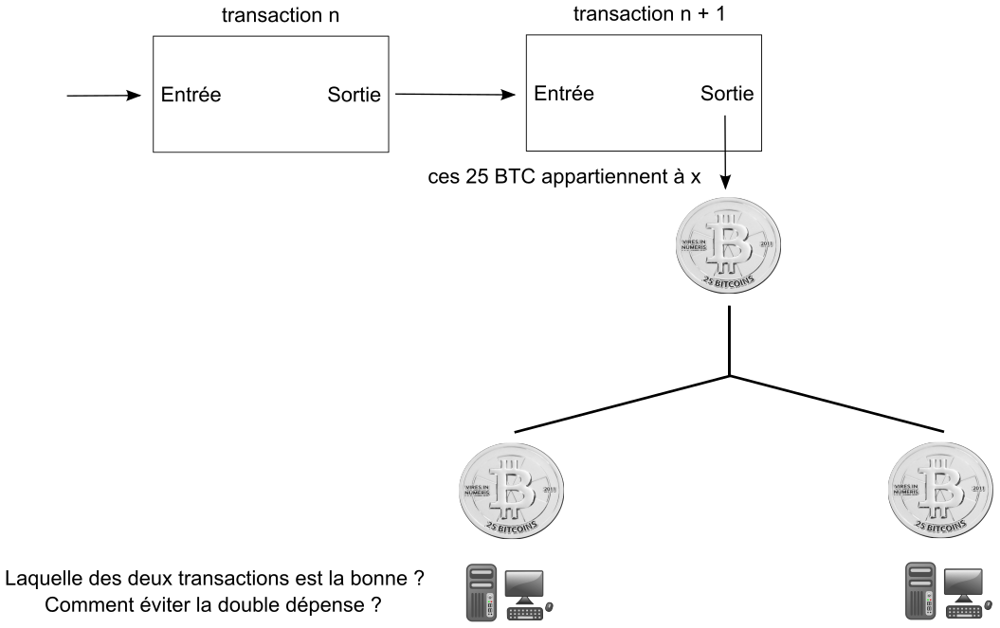 transaction n
transaction n + 1
Entrée
Sortie
Entrée
Sortie
ces 25 BTC appartiennent à x
VIRES IN
NUMERIS
2011
25 BITCOINS
VIRES IN
NUMERIS
2011
25 BITCOINS
VIRES IN
NUMERIS
2011
25 BITCOINS
Laquelle des deux transactions est la bonne ?
Comment éviter la double dépense ?